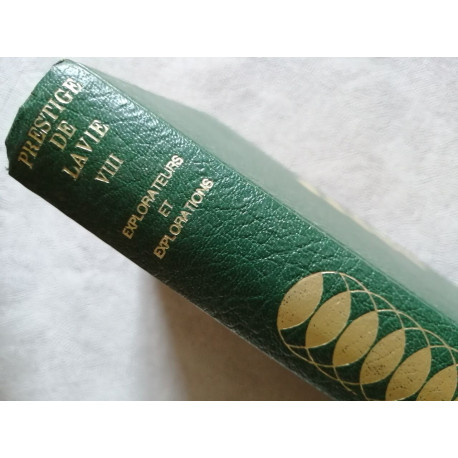 PRESTIGE
DE
LA VIE
VIII
EXPLORATEURS
ET
EXPLORATIONS